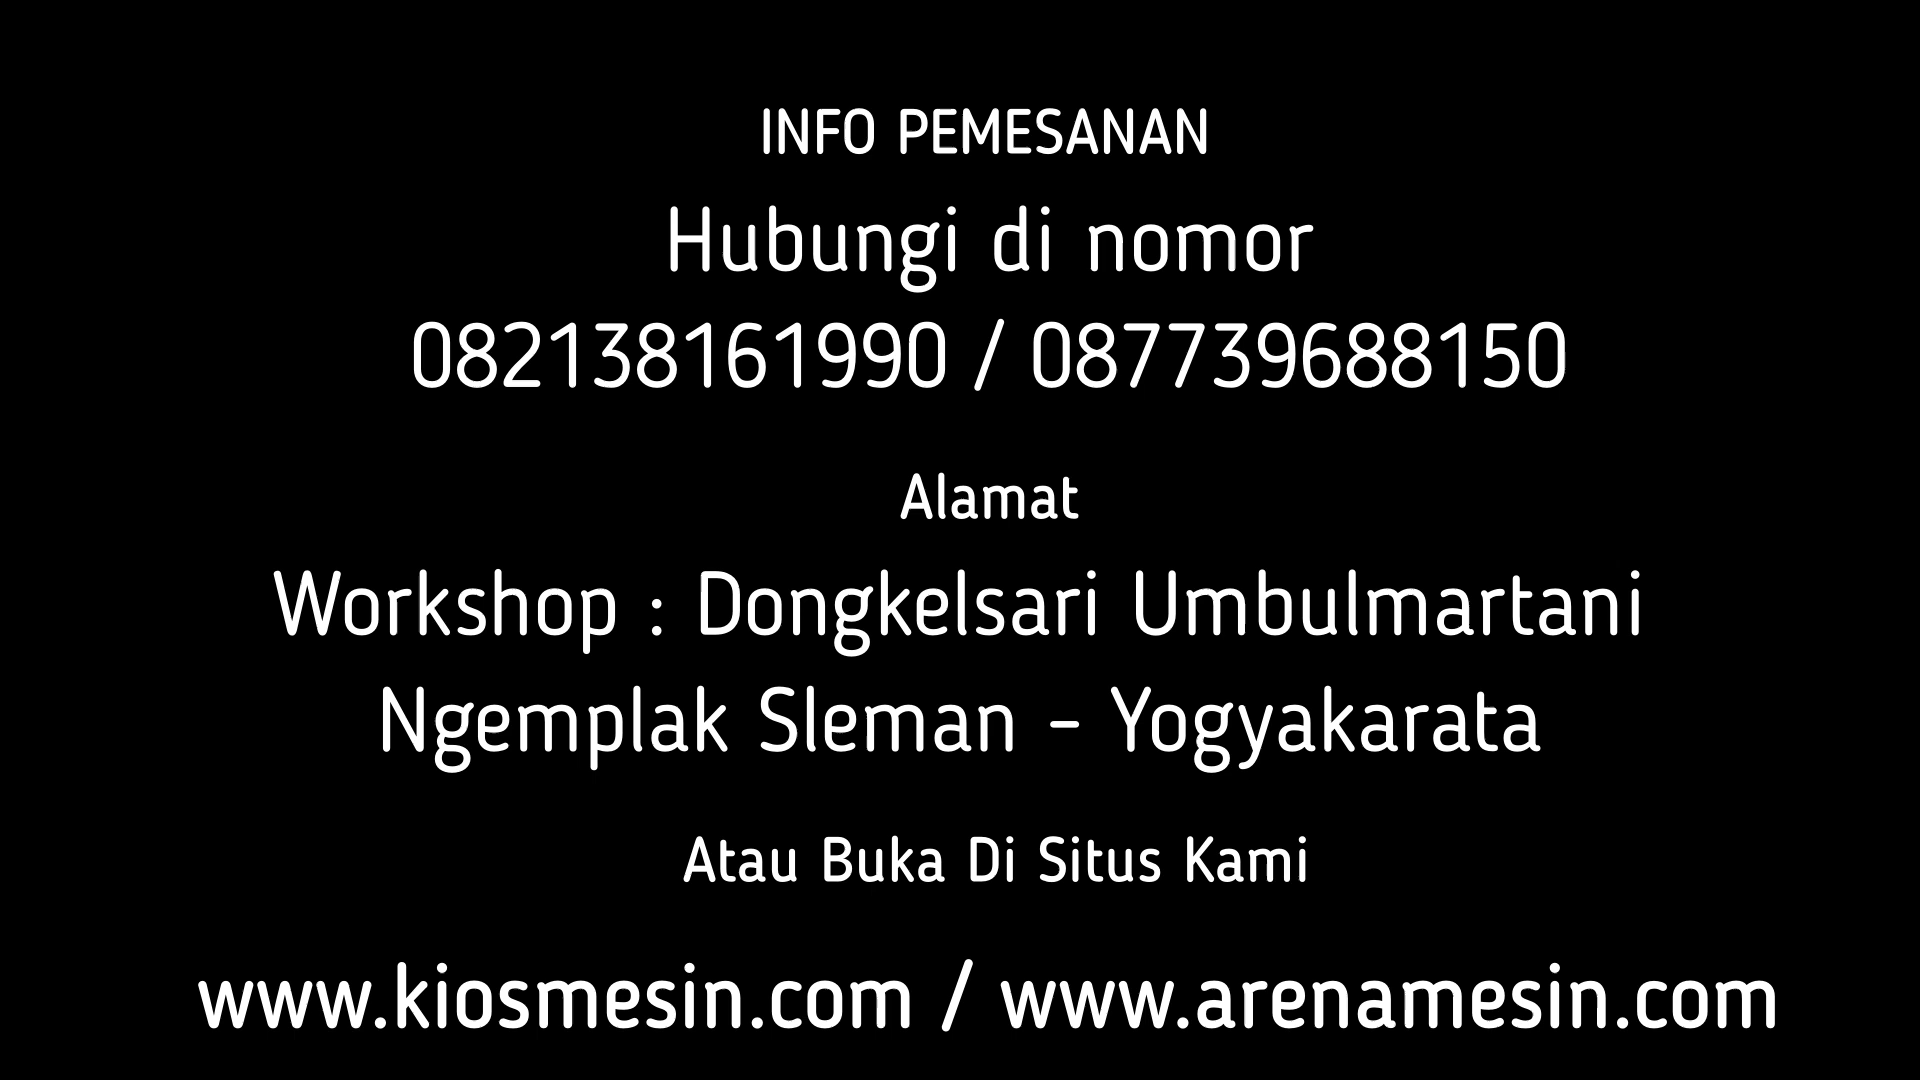 INFO PEMESANAN
Hubungi di nomor
082138161990 / 087739688150
Alamat
Workshop : Dongkelsari Umbulmartani
Ngemplak Sleman - Yogyakarata
Atau Buka Di Situs Kami
www.kiosmesin.com / www.arenamesin.com